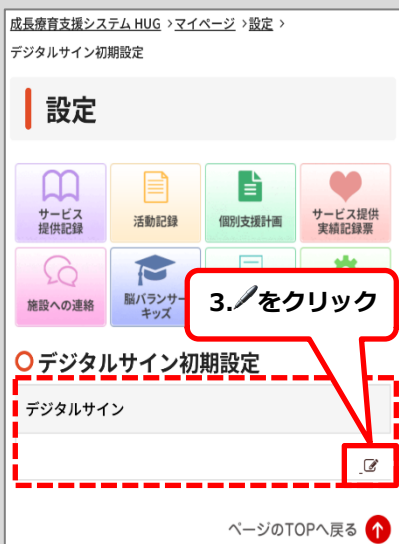 成長療育支援システム HUG >マイページ >設定 >
デジタルサイン初期設定
設定
サービス
提供記録
活動記録
個別支援計画
サービス提供
実績記録票
施設への連絡
脳バランサー
キッズ
3.をクリック
デジタルサイン初期設定
デジタルサイン
ページのTOPへ戻る